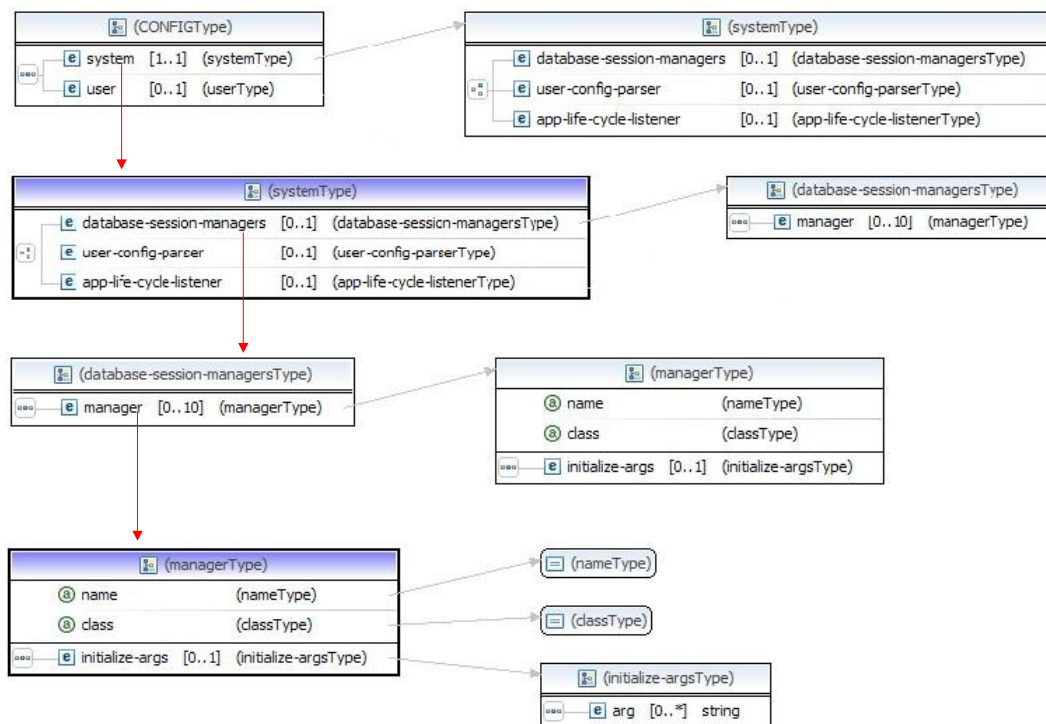 (CONFIGType)
e system [1..1] (systemType)
e user [0..1] (userType)
(systemType)
e database-session-managers [0..1] (database-session-managersType)
e user-config-parser [0..1] (user-config-parserType)
e app-life-cycle-listener [0..1] (app-life-cycle-listenerType)
(systemType)
e database-session-managers [0..1] (database-session-managersType)
e user-config-parser [0..1] (user-config-parserType)
e app-life-cycle-listener [0..1] (app-life-cycle-listenerType)
(database-session-managersType)
e manager [0..10] (managerType)
(database-session-managersType)
e manager [0..10] (managerType)
(managerType)
a name (nameType)
a class (classType)
e initialize-args [0..1] (initialize-argsType)
(managerType)
a name (nameType)
a class (classType)
e initialize-args [0..1] (initialize-argsType)
(nameType)
(classType)
(initialize-argsType)
e arg [0..*] string